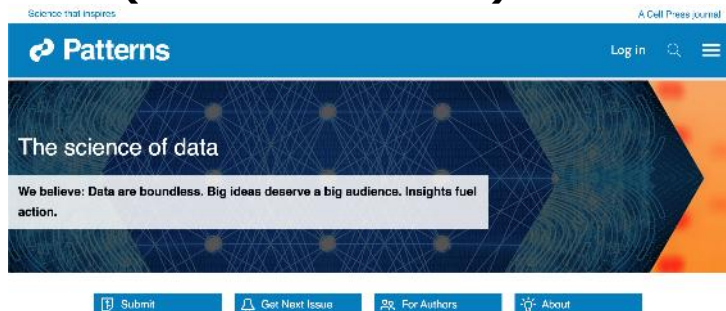 Science that inspires
A Cell Press journal
Patterns
Log in
The science of data
We believe: Data are boundless. Big ideas deserve a big audience. Insights fuel
action.
Submit
Get Next Issue
For Authors
About